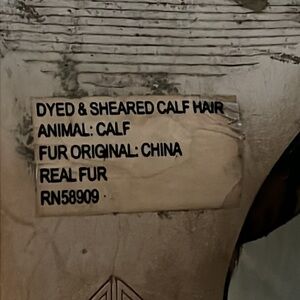 DYED & SHEARED CALF HAIR
ANIMAL: CALF
FUR ORIGINAL: CHINA
REAL FUR
RN58909